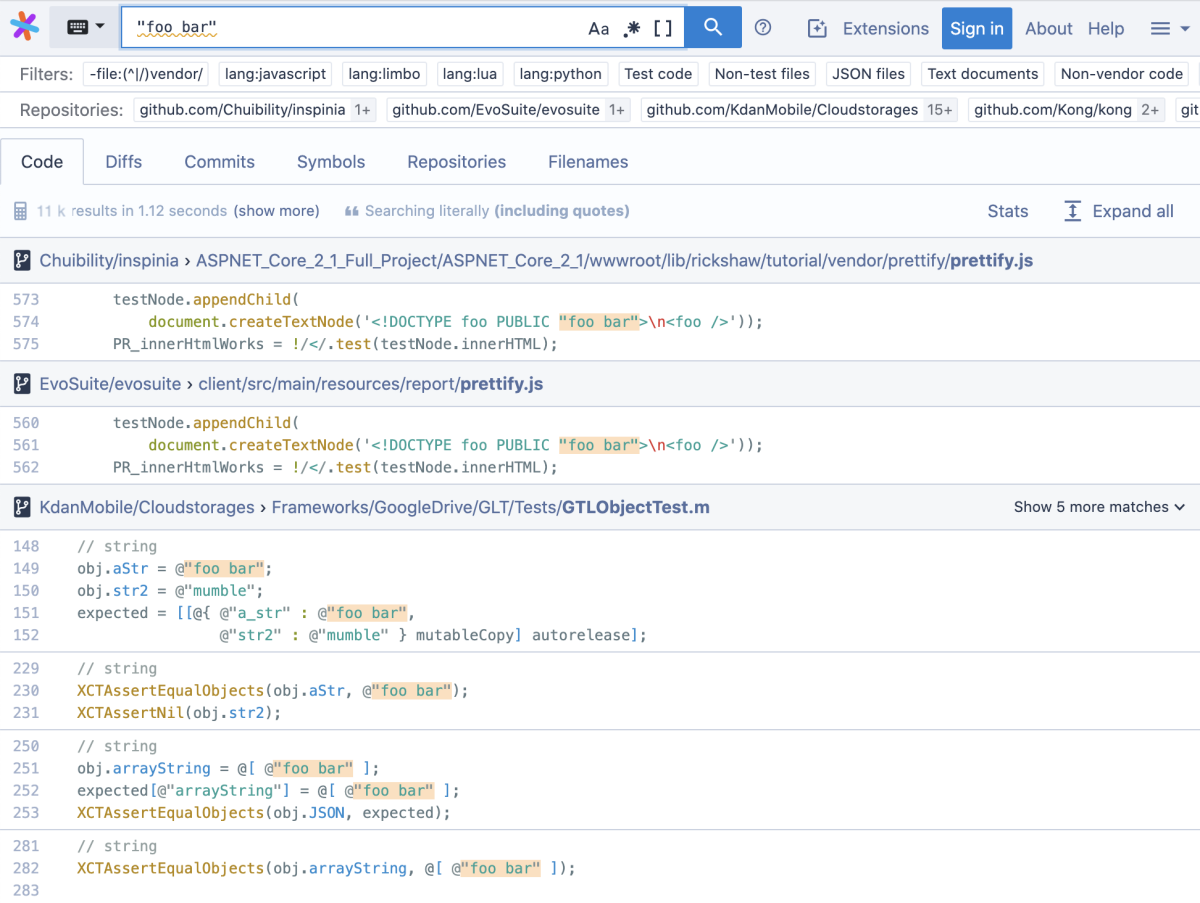 "foo bar" Aa .* [] Extensions Sign in About Help
Filters: -file:(^|/)vendor/ lang:javascript lang:limbo lang:lua lang:python Test code Non-test files JSON files Text documents Non-vendor code
Repositories: github.com/Chuibility/inspinia 1+ github.com/EvoSuite/evosuite 1+ github.com/KdanMobile/Cloudstorages 15+ github.com/Kong/kong 2+ git
Code Diffs Commits Symbols Repositories Filenames
11 k results in 1.12 seconds (show more) Searching literally (including quotes) Stats Expand all
Chuibility/inspinia › ASPNET_Core_2_1_Full_Project/ASPNET_Core_2_1/wwwroot/lib/rickshaw/tutorial/vendor/prettify/prettify.js
573 testNode.appendChild(
574 document.createTextNode('<!DOCTYPE foo PUBLIC "foo bar">\n<foo />'));
575 PR_innerHtmlWorks = !/</.test(testNode.innerHTML);
EvoSuite/evosuite › client/src/main/resources/report/prettify.js
560 testNode.appendChild(
561 document.createTextNode('<!DOCTYPE foo PUBLIC "foo bar">\n<foo />'));
562 PR_innerHtmlWorks = !/</.test(testNode.innerHTML);
KdanMobile/Cloudstorages › Frameworks/GoogleDrive/GLT/Tests/GTLObjectTest.m Show 5 more matches
148 // string
149 obj.aStr = @"foo bar";
150 obj.str2 = @"mumble";
151 expected = [[@{ @"a_str" : @"foo bar",
152 @"str2" : @"mumble" } mutableCopy] autorelease];
229 // string
230 XCTAssertEqualObjects(obj.aStr, @"foo bar");
231 XCTAssertNil(obj.str2);
250 // string
251 obj.arrayString = @[ @"foo bar" ];
252 expected[@"arrayString"] = @[ @"foo bar" ];
253 XCTAssertEqualObjects(obj.JSON, expected);
281 // string
282 XCTAssertEqualObjects(obj.arrayString, @[ @"foo bar" ]);
283